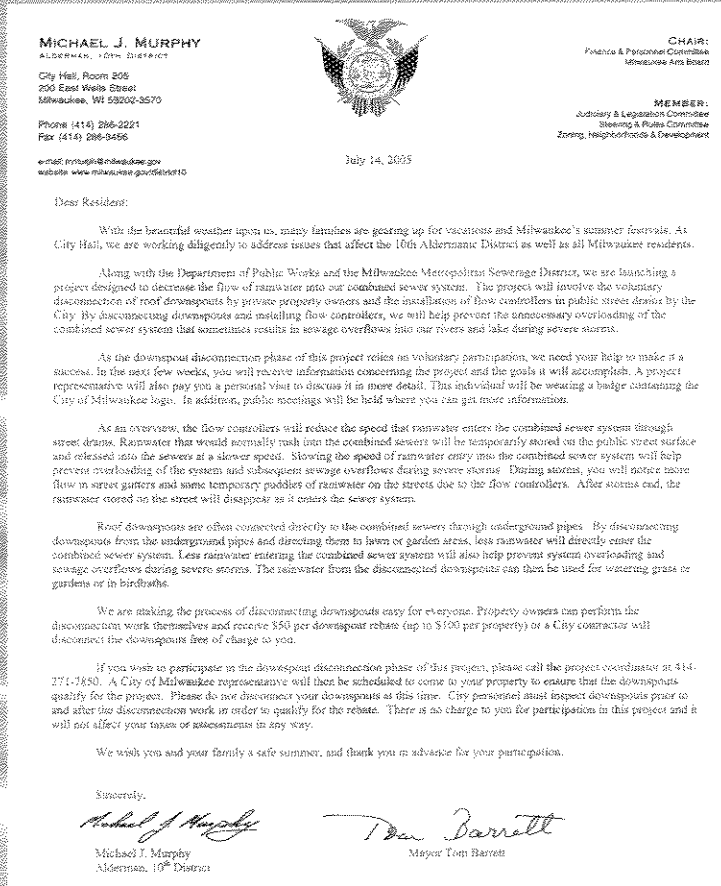 MICHAEL J. MURPHY
ALDERMAN, 10TH DISTRICT
City Hall, Room 205
200 East Wells Street
Milwaukee, WI 53202-3570
Phone (414) 286-2221
Fax (414) 286-3456
e-mail: mmurph@milwaukee.gov
website: www.milwaukee.gov/district10
CHAIR:
Finance & Personnel Committee
Milwaukee Arts Board
MEMBER:
Judiciary & Legislation Committee
Steering & Rules Committee
Zoning, Neighborhoods & Development
July 14, 2005
Dear Resident:
With the beautiful weather upon us, many families are gearing up for vacations and Milwaukee's summer festivals. At
City Hall, we are working diligently to address issues that affect the 10th Aldermanic District as well as all Milwaukee residents.
Along with the Department of Public Works and the Milwaukee Metropolitan Sewerage District, we are launching a
project designed to decrease the flow of rainwater into our combined sewer system. The project will involve the voluntary
disconnection of roof downspouts by private property owners and the installation of flow controllers in public street drains by the
City. By disconnecting downspouts and installing flow controllers, we will help prevent the unnecessary overloading of the
combined sewer system that sometimes results in sewage overflows into our rivers and lake during severe storms.
As the downspout disconnection phase of this project relies on voluntary participation, we need your help to make it a
success. In the next few weeks, you will receive information concerning the project and the goals it will accomplish. A project
representative will also pay you a personal visit to discuss it in more detail. This individual will be wearing a badge containing the
City of Milwaukee logo. In addition, public meetings will be held where you can get more information.
As an overview, the flow controllers will reduce the speed that rainwater enters the combined sewer system through
street drains. Rainwater that would normally rush into the combined sewers will be temporarily stored on the public street surface
and released into the sewers at a slower speed. Slowing the speed of rainwater entry into the combined sewer system will help
prevent overloading of the system and subsequent sewage overflows during severe storms. During storms, you will notice more
flow in street gutters and some temporary puddles of rainwater on the streets due to the flow controllers. After storms end, the
rainwater stored on the street will disappear as it enters the sewer system.
Roof downspouts are often connected directly to the combined sewers through underground pipes. By disconnecting
downspouts from the underground pipes and directing them to lawn or garden areas, less rainwater will directly enter the
combined sewer system. Less rainwater entering the combined sewer system will also help prevent system overloading and
sewage overflows during severe storms. The rainwater from the disconnected downspouts can then be used for watering grass or
gardens or in birdbaths.
We are making the process of disconnecting downspouts easy for everyone. Property owners can perform the
disconnection work themselves and receive $50 per downspout rebate (up to $100 per property) or a City contractor will
disconnect the downspouts free of charge to you.
If you wish to participate in the downspout disconnection phase of this project, please call the project coordinator at 414-
271-7850. A City of Milwaukee representative will then be scheduled to come to your property to ensure that the downspouts
qualify for the project. Please do not disconnect your downspouts at this time. City personnel must inspect downspouts prior to
and after the disconnection work in order to qualify for the rebate. There is no charge to you for participation in this project and it
will not affect your taxes or assessments in any way.
We wish you and your family a safe summer, and thank you in advance for your participation.
Sincerely,
Michael J Murphy
Tom Barrett
Michael J. Murphy
Mayor Tom Barrett
Alderman, 10th District